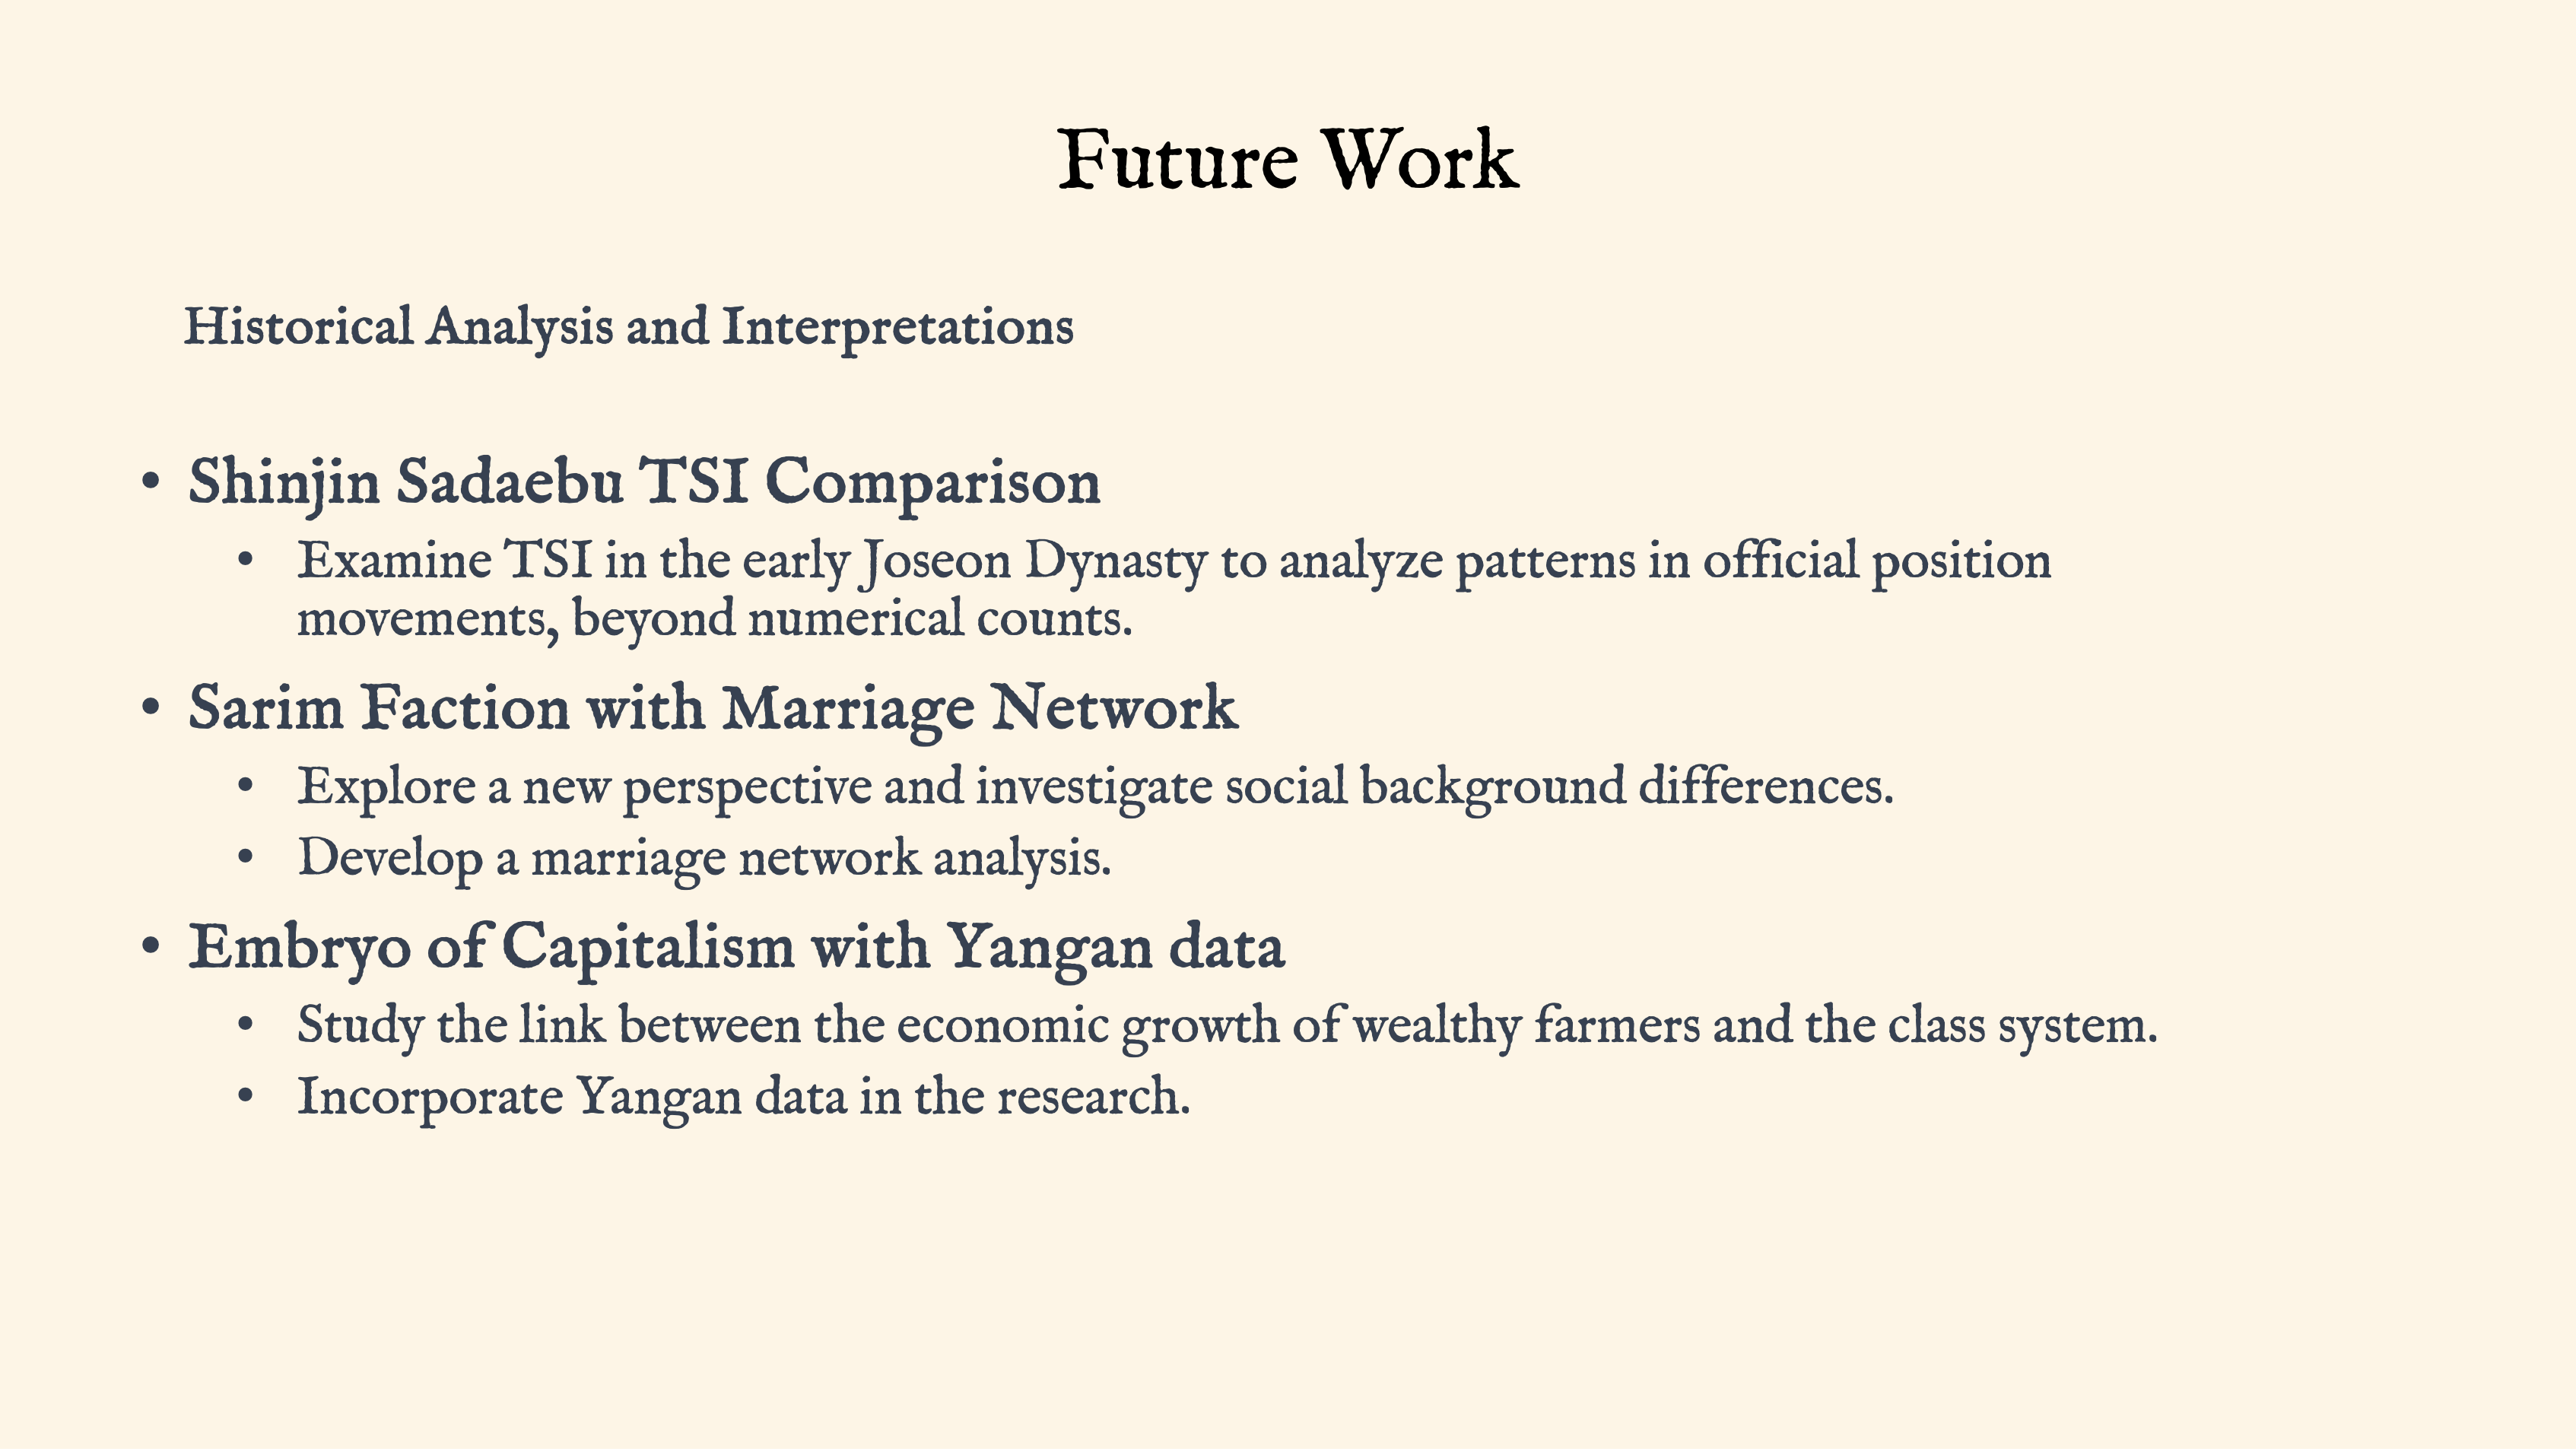 Future Work
Historical Analysis and Interpretations
• Shinjin Sadaebu TSI Comparison
• Examine TSI in the early Joseon Dynasty to analyze patterns in official position
movements, beyond numerical counts.
• Sarim Faction with Marriage Network
• Explore a new perspective and investigate social background differences.
• Develop a marriage network analysis.
• Embryo of Capitalism with Yangan data
• Study the link between the economic growth of wealthy farmers and the class system.
• Incorporate Yangan data in the research.